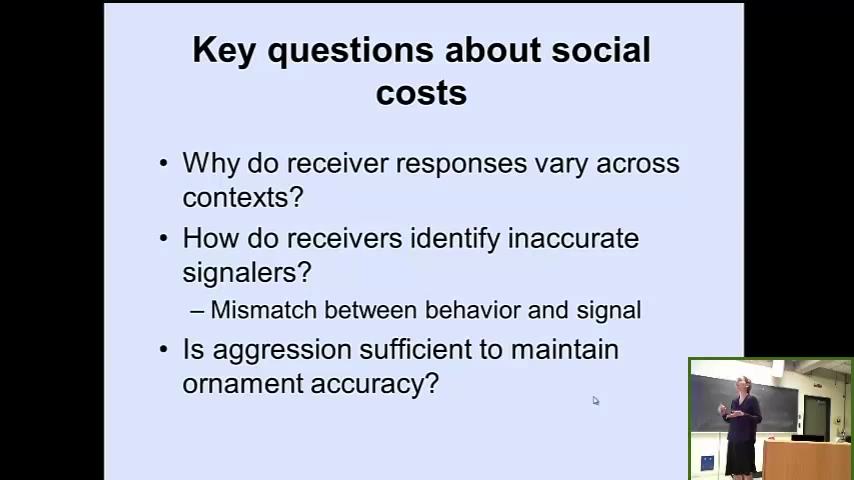 Key questions about social
costs
• Why do receiver responses vary across
contexts?
• How do receivers identify inaccurate
signalers?
– Mismatch between behavior and signal
• Is aggression sufficient to maintain
ornament accuracy?